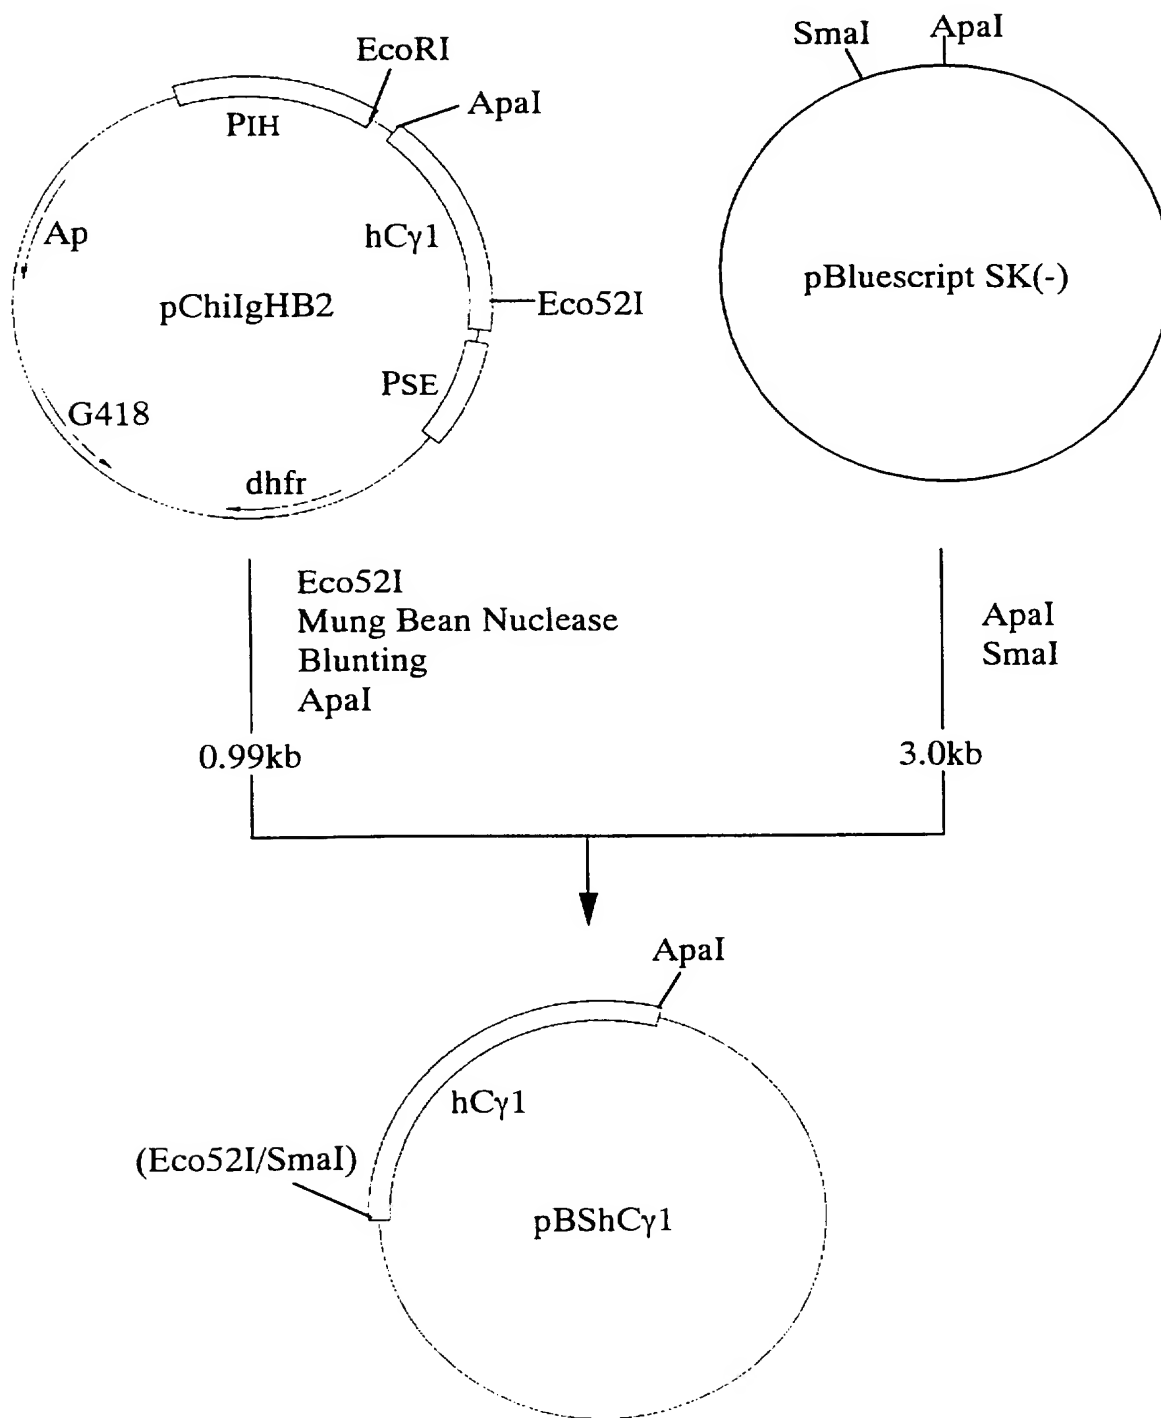 SmaI
ApaI
EcoRI
ApaI
PIH
Ap
hCγ1
pChiIgHB2
Eco52I
pBluescript SK(-)
PSE
G418
dhfr
Eco52I
Mung Bean Nuclease
Blunting
ApaI
ApaI
SmaI
0.99kb
3.0kb
ApaI
hCγ1
(Eco52I/SmaI)
pBShCγ1